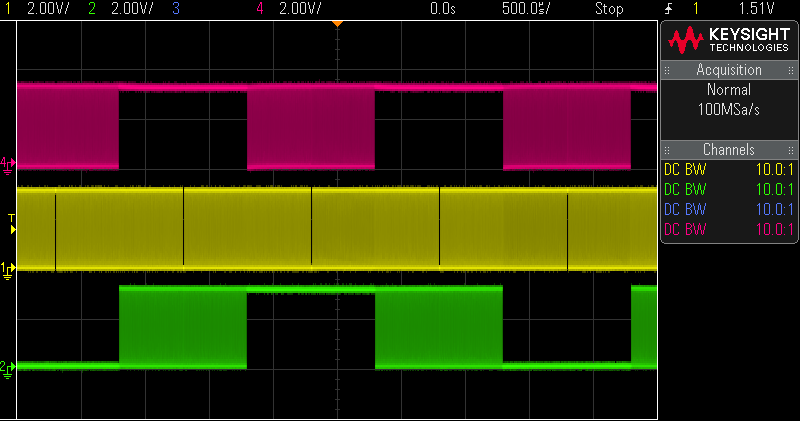 1 2.00V/ 2 2.00V/ 3 4 2.00V/ 0.0s 500.0µs/ Stop 1 1.51V
KEYSIGHT
TECHNOLOGIES
Acquisition
Normal
100MSa/s
Channels
DC BW 10.0:1
DC BW 10.0:1
DC BW 10.0:1
DC BW 10.0:1
4
T
1
2